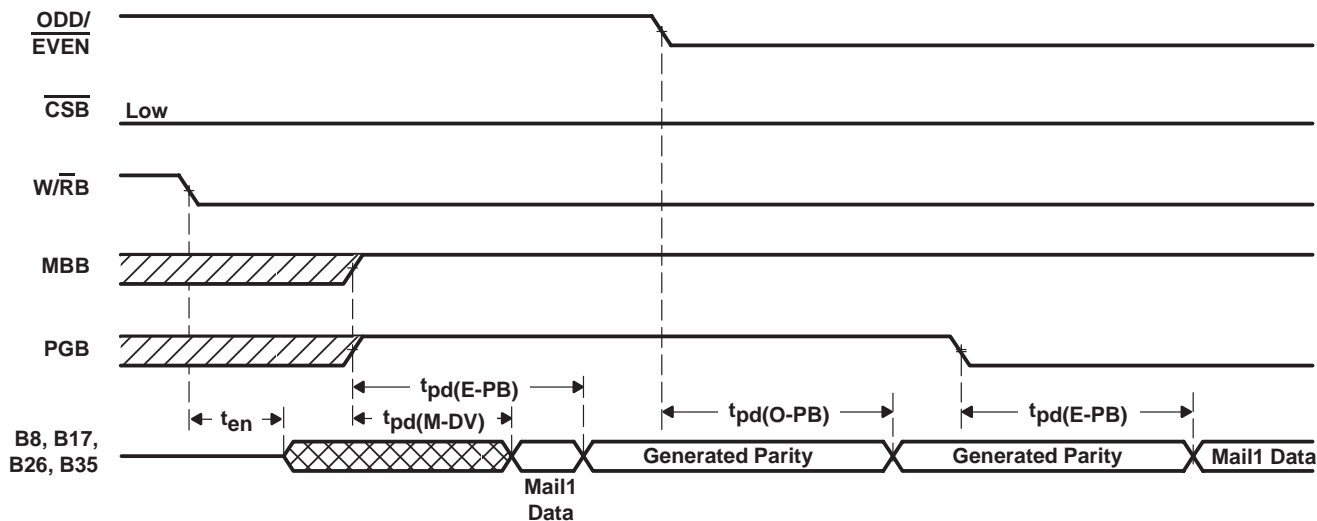 ODD/
EVEN
CSB
Low
W/RB
MBB
PGB
tpd(E-PB)
ten
tpd(M-DV)
tpd(O-PB)
tpd(E-PB)
B8, B17,
B26, B35
Generated Parity
Generated Parity
Mail1 Data
Mail1
Data